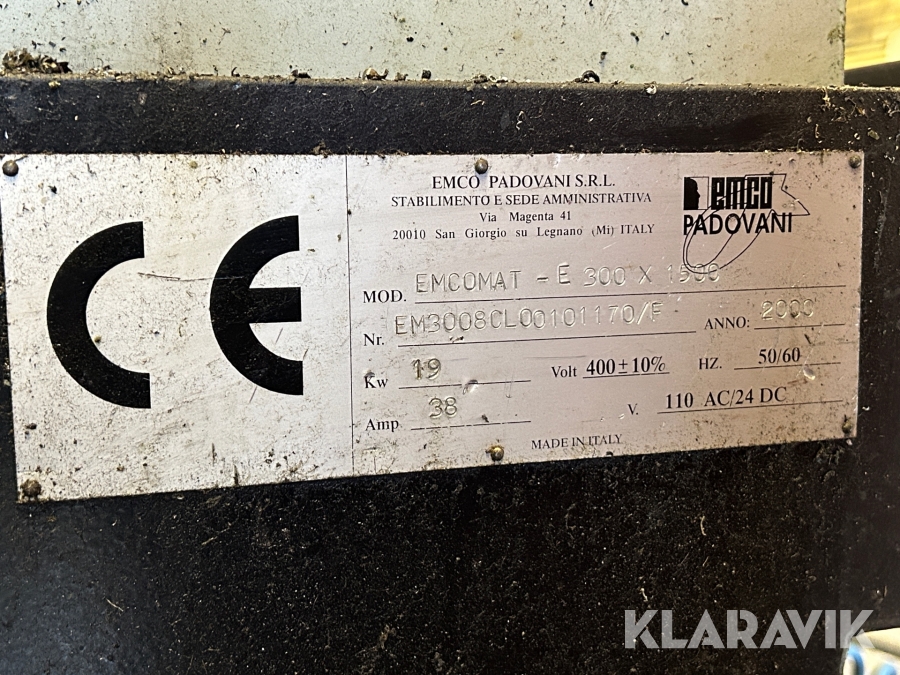 CE
EMCO PADOVANI S.R.L.
STABILIMENTO E SEDE AMMINISTRATIVA
Via Magenta 41
20010 San Giorgio su Legnano (Mi) ITALY
emco
PADOVANI
MOD. EMCOMAT - E 300 X 1500
Nr. EM30080L00101170/F ANNO: 2000
Kw 19 Volt 400±10% HZ. 50/60
Amp 38 V. 110 AC/24 DC
MADE IN ITALY
KLARAVIK